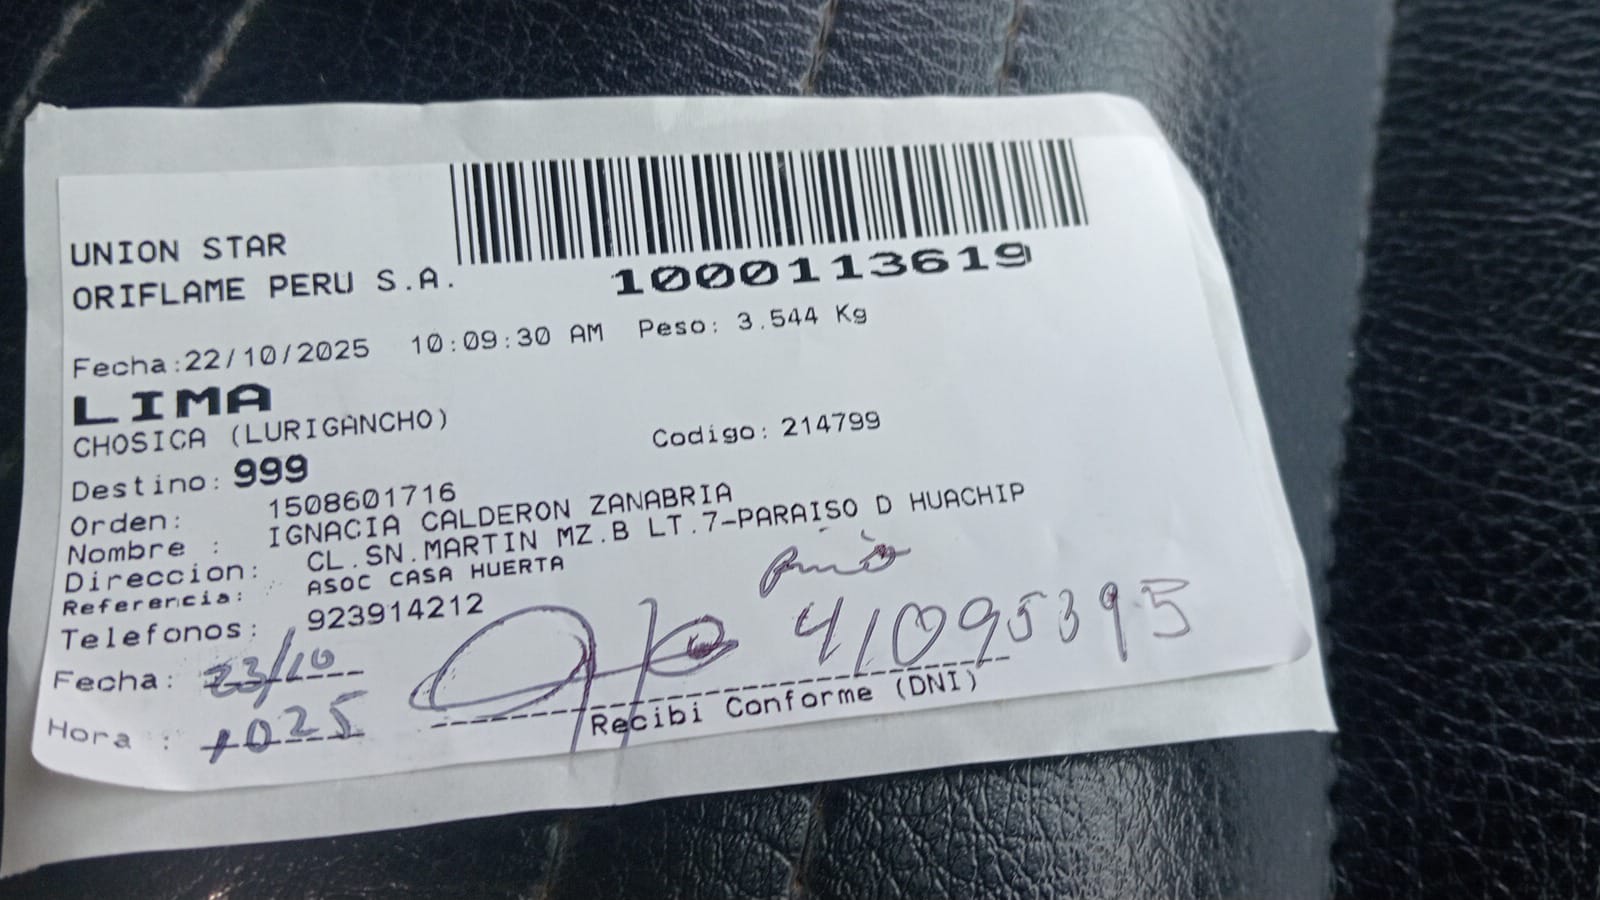 UNION STAR
ORIFLAME PERU S.A.
1000113619
Fecha:22/10/2025 10:09:30 AM Peso: 3.544 Kg
LIMA
CHOSICA (LURIGANCHO)
Codigo: 214799
Destino: 999
Orden: 1508601716
Nombre : IGNACIA CALDERON ZANABRIA
Direccion: CL.SN.MARTIN MZ.B LT.7-PARAISO D HUACHIP
Referencia: ASOC CASA HUERTA
Telefonos: 923914212
Fecha: 23/10
41095395
Hora : 1025
Recibi Conforme (DNI)